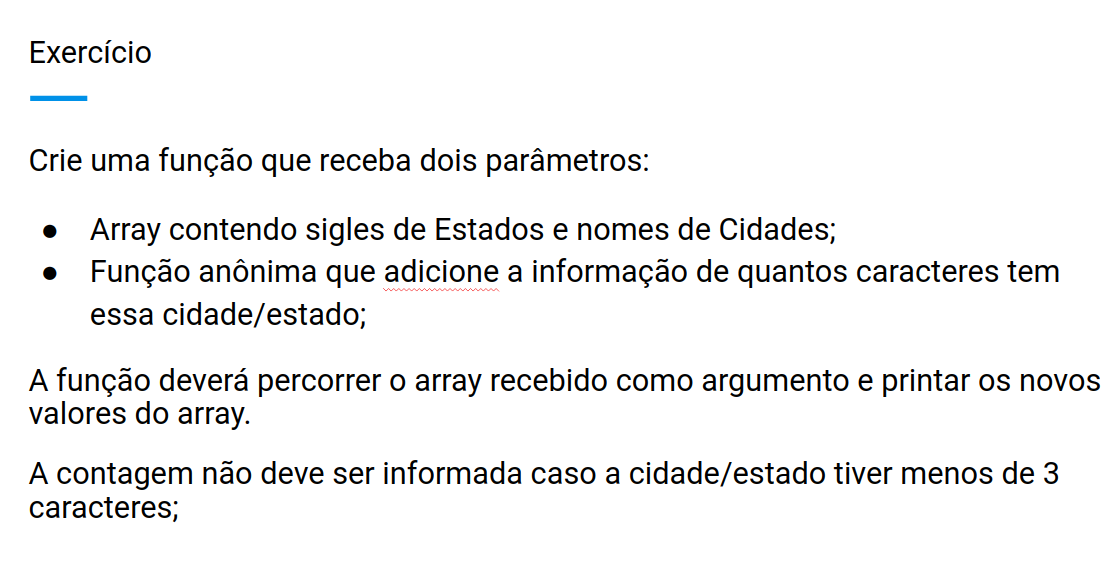 Exercício
Crie uma função que receba dois parâmetros:
● Array contendo sigles de Estados e nomes de Cidades;
● Função anônima que adicione a informação de quantos caracteres tem
essa cidade/estado;
A função deverá percorrer o array recebido como argumento e printar os novos
valores do array.
A contagem não deve ser informada caso a cidade/estado tiver menos de 3
caracteres;